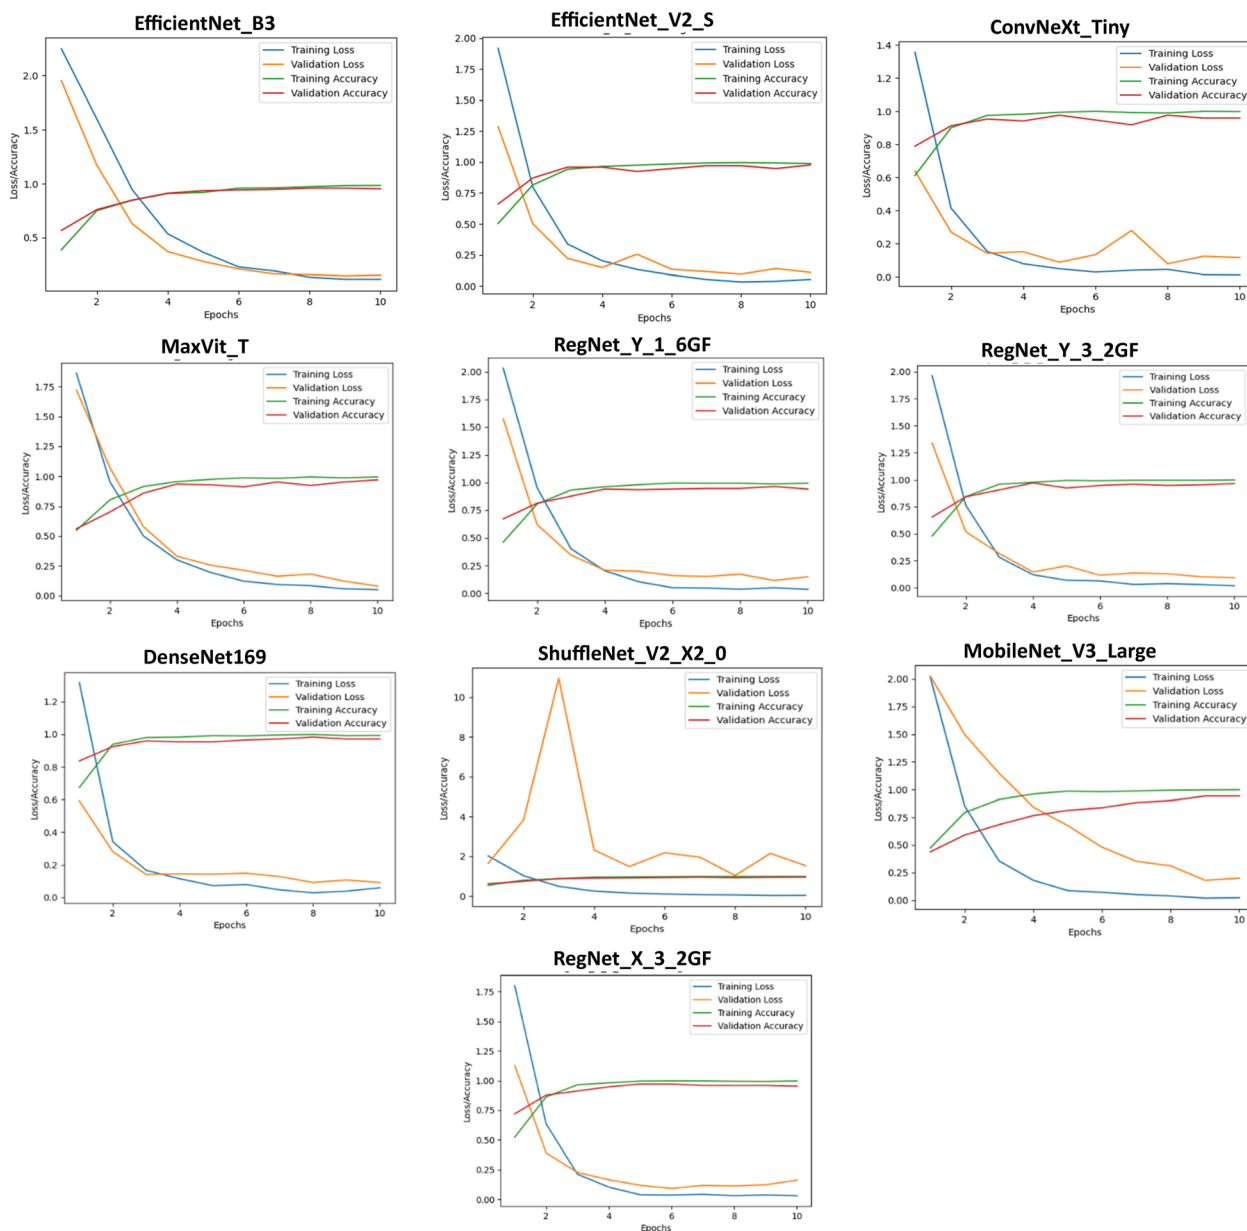 EfficientNet_B3
Training Loss
Validation Loss
Training Accuracy
Validation Accuracy
Loss/Accuracy
2.0
1.5
1.0
0.5
2 4 6 8 10
Epochs
EfficientNet_V2_S
Training Loss
Validation Loss
Training Accuracy
Validation Accuracy
Loss/Accuracy
2.00
1.75
1.50
1.25
1.00
0.75
0.50
0.25
0.00
2 4 6 8 10
Epochs
ConvNeXt_Tiny
Training Loss
Validation Loss
Training Accuracy
Validation Accuracy
Loss/Accuracy
1.4
1.2
1.0
0.8
0.6
0.4
0.2
0.0
2 4 6 8 10
Epochs
MaxVit_T
Training Loss
Validation Loss
Training Accuracy
Validation Accuracy
Loss/Accuracy
1.75
1.50
1.25
1.00
0.75
0.50
0.25
0.00
2 4 6 8 10
Epochs
RegNet_Y_1_6GF
Training Loss
Validation Loss
Training Accuracy
Validation Accuracy
Loss/Accuracy
2.00
1.75
1.50
1.25
1.00
0.75
0.50
0.25
0.00
2 4 6 8 10
Epochs
RegNet_Y_3_2GF
Training Loss
Validation Loss
Training Accuracy
Validation Accuracy
Loss/Accuracy
2.00
1.75
1.50
1.25
1.00
0.75
0.50
0.25
0.00
2 4 6 8 10
Epochs
DenseNet169
Training Loss
Validation Loss
Training Accuracy
Validation Accuracy
Loss/Accuracy
1.2
1.0
0.8
0.6
0.4
0.2
0.0
2 4 6 8 10
Epochs
ShuffleNet_V2_X2_0
Training Loss
Validation Loss
Training Accuracy
Validation Accuracy
Loss/Accuracy
10
8
6
4
2
0
2 4 6 8 10
Epochs
MobileNet_V3_Large
Training Loss
Validation Loss
Training Accuracy
Validation Accuracy
Loss/Accuracy
2.00
1.75
1.50
1.25
1.00
0.75
0.50
0.25
0.00
2 4 6 8 10
Epochs
RegNet_X_3_2GF
Training Loss
Validation Loss
Training Accuracy
Validation Accuracy
Loss/Accuracy
1.75
1.50
1.25
1.00
0.75
0.50
0.25
0.00
2 4 6 8 10
Epochs